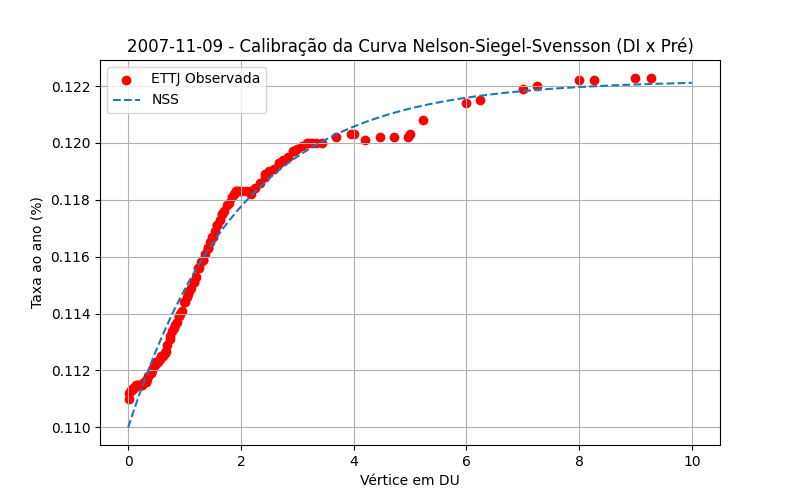 2007-11-09 - Calibração da Curva Nelson-Siegel-Svensson (DI x Pré)
ETTJ Observada
NSS
Taxa ao ano (%)
0.122
0.120
0.118
0.116
0.114
0.112
0.110
0 2 4 6 8 10
Vértice em DU